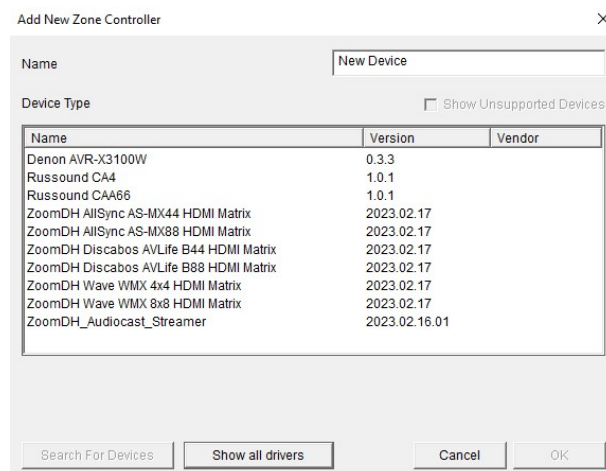 Add New Zone Controller
Name New Device
Device Type Show Unsupported Devices
Name Version Vendor
Denon AVR-X3100W 0.3.3
Russound CA4 1.0.1
Russound CAA66 1.0.1
ZoomDH AllSync AS-MX44 HDMI Matrix 2023.02.17
ZoomDH AllSync AS-MX88 HDMI Matrix 2023.02.17
ZoomDH Discabos AVLife B44 HDMI Matrix 2023.02.17
ZoomDH Discabos AVLife B88 HDMI Matrix 2023.02.17
ZoomDH Wave WMX 4x4 HDMI Matrix 2023.02.17
ZoomDH Wave WMX 8x8 HDMI Matrix 2023.02.17
ZoomDH_Audiocast_Streamer 2023.02.16.01
Search For Devices Show all drivers Cancel OK